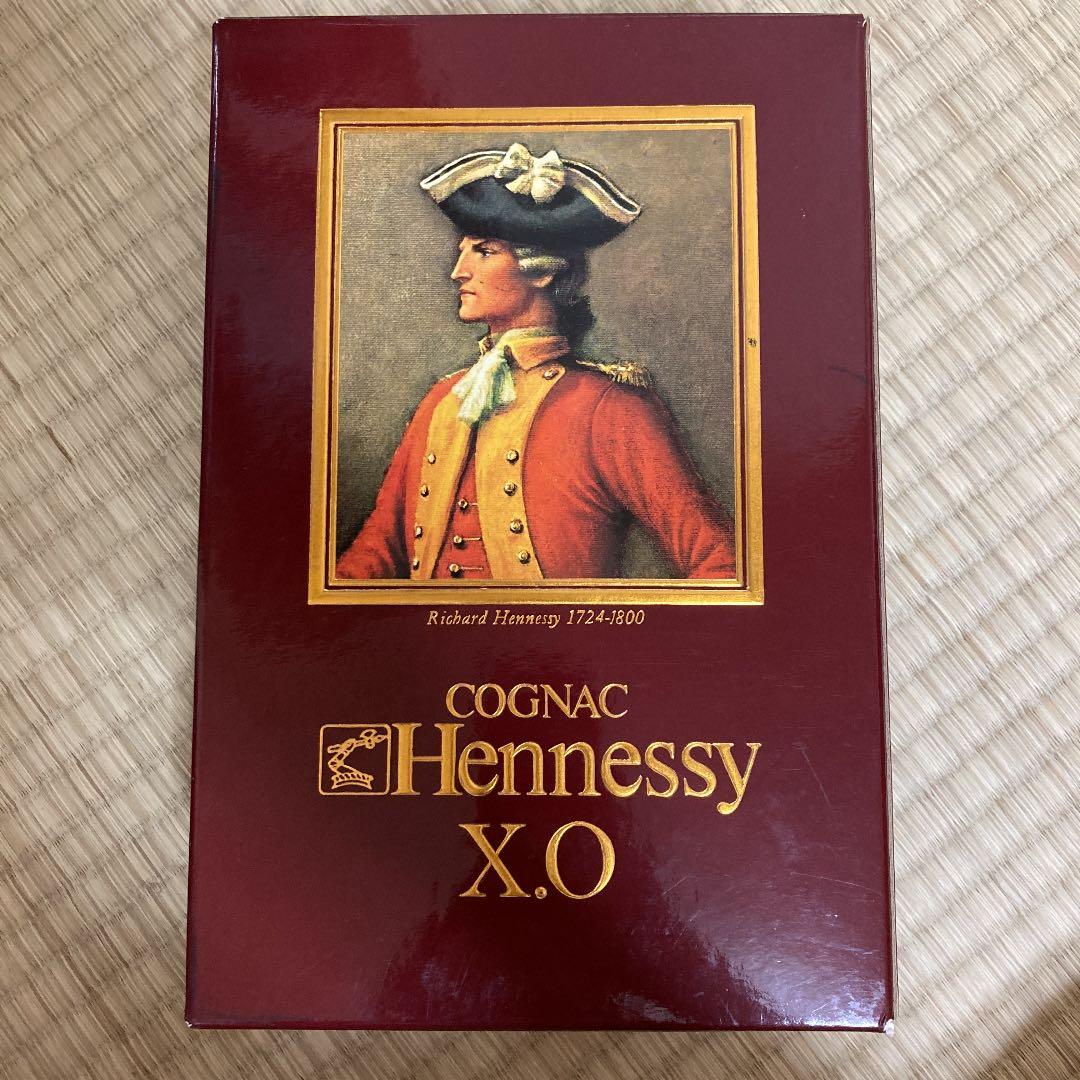 Richard Hennessy 1724-1800
COGNAC
Hennessy
X.O